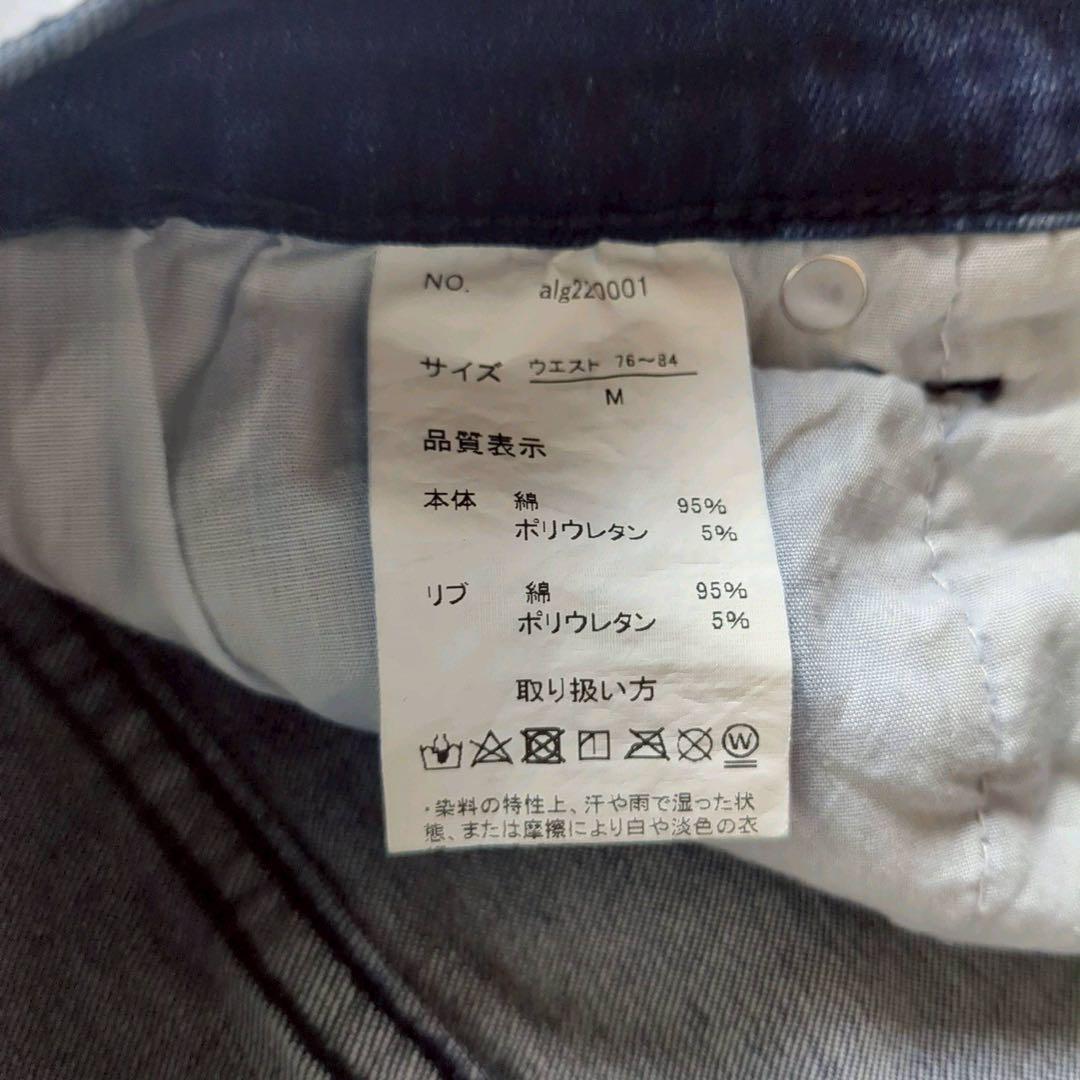 NO. alg220001
サイズ ウエスト 76〜84
M
品質表示
本体 綿 95%
ポリウレタン 5%
リブ 綿 95%
ポリウレタン 5%
取り扱い方
W
・染料の特性上、汗や雨で湿った状
態、または摩擦により白や淡色の衣